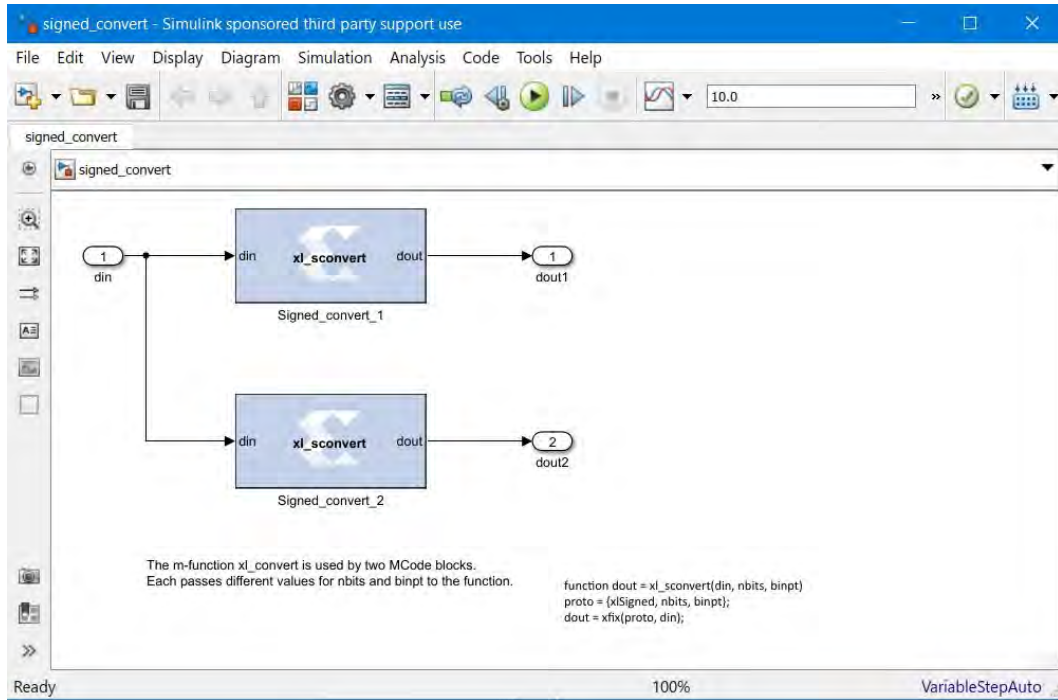 signed_convert - Simulink sponsored third party support use
File Edit View Display Diagram Simulation Analysis Code Tools Help
10.0
»
signed_convert
signed_convert
1
din
din xl_sconvert dout
Signed_convert_1
1
dout1
din xl_sconvert dout
Signed_convert_2
2
dout2
The m-function xl_convert is used by two MCode blocks.
Each passes different values for nbits and binpt to the function.
function dout = xl_sconvert(din, nbits, binpt)
proto = {xlSigned, nbits, binpt};
dout = xfix(proto, din);
Ready 100% VariableStepAuto